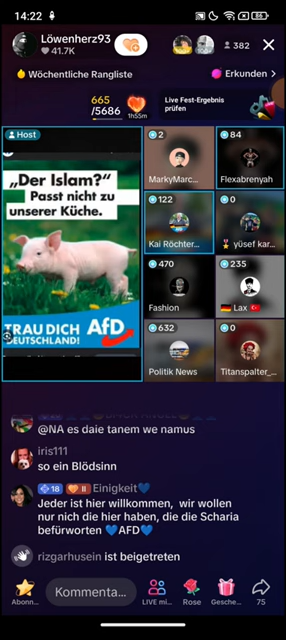 14:22
86
Löwenherz93
41.7K
382
Wöchentliche Rangliste
Erkunden >
665
/5686
1h55m
Live Fest-Ergebnis
prüfen
Host
„Der Islam?“
Passt nicht zu
unserer Küche.
TRAU DICH
DEUTSCHLAND!
AfD
2
MarkyMarc...
84
Flexabrenyah
122
Kai Röchter...
0
yüsef kar...
470
Fashion
235
Lax
632
Politik News
0
Titanspalter_...
@NA es daie tanem we namus
iris111
so ein Blödsinn
18 II Einigkeit
Jeder ist hier willkommen, wir wollen
nur nich die hier haben, die die Scharia
befürworten 💙AFD💙
rizgarhusein ist beigetreten
Abonn...
Kommenta...
LIVE mi...
Rose
Gesche...
75